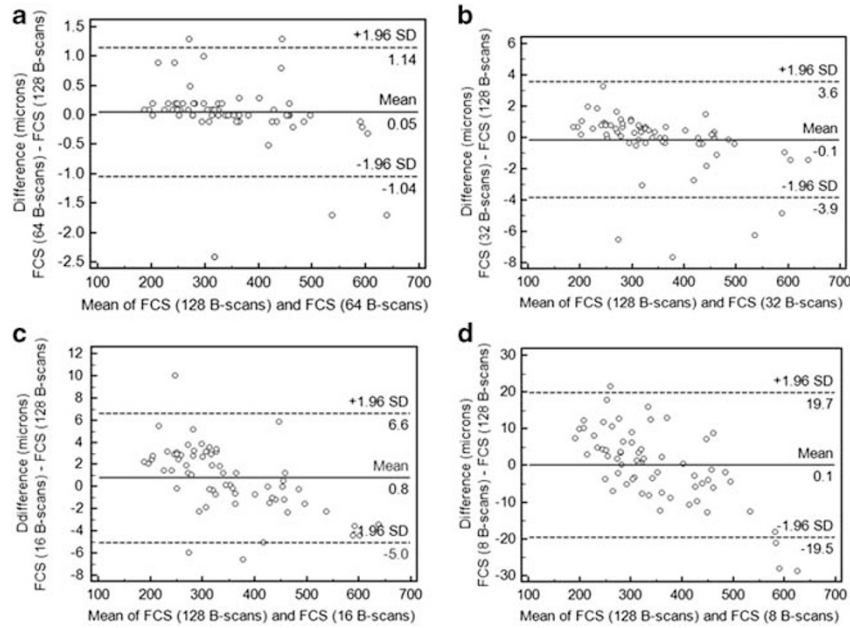 a
Difference (microns)
FCS (64 B-scans) - FCS (128 B-scans)
1.5
1.0
0.5
0.0
-0.5
-1.0
-1.5
-2.0
-2.5
+1.96 SD
1.14
Mean
0.05
-1.96 SD
-1.04
100 200 300 400 500 600 700
Mean of FCS (128 B-scans) and FCS (64 B-scans)
b
Difference (microns)
FCS (32 B-scans) - FCS (128 B-scans)
6
4
2
0
-2
-4
-6
-8
+1.96 SD
3.6
Mean
-0.1
-1.96 SD
-3.9
100 200 300 400 500 600 700
Mean of FCS (128 B-scans) and FCS (32 B-scans)
c
Ddifference (microns)
FCS (16 B-scans) - FCS (128 B-scans)
12
10
8
6
4
2
0
-2
-4
-6
-8
+1.96 SD
6.6
Mean
0.8
-1.96 SD
-5.0
100 200 300 400 500 600 700
Mean of FCS (128 B-scans) and FCS (16 B-scans)
d
Difference (microns)
FCS (8 B-scans) - FCS (128 B-scans)
30
20
10
0
-10
-20
-30
+1.96 SD
19.7
Mean
0.1
-1.96 SD
-19.5
100 200 300 400 500 600 700
Mean of FCS (128 B-scans) and FCS (8 B-scans)